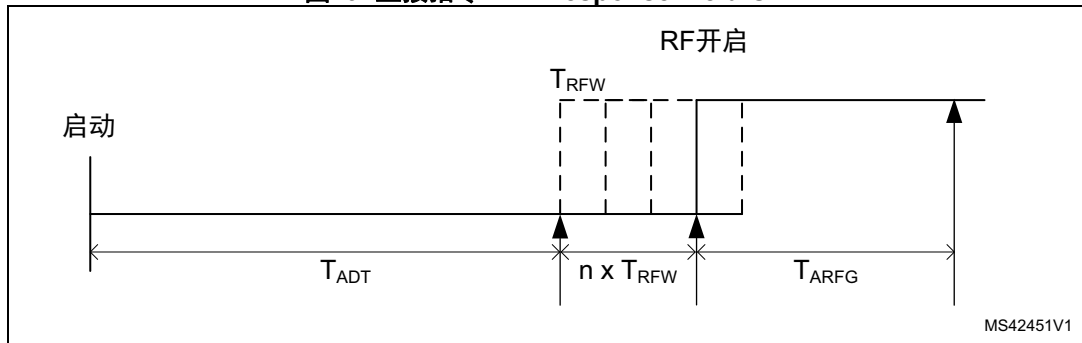 RF开启
T_RFW
启动
T_ADT
n x T_RFW
T_ARFG
MS42451V1